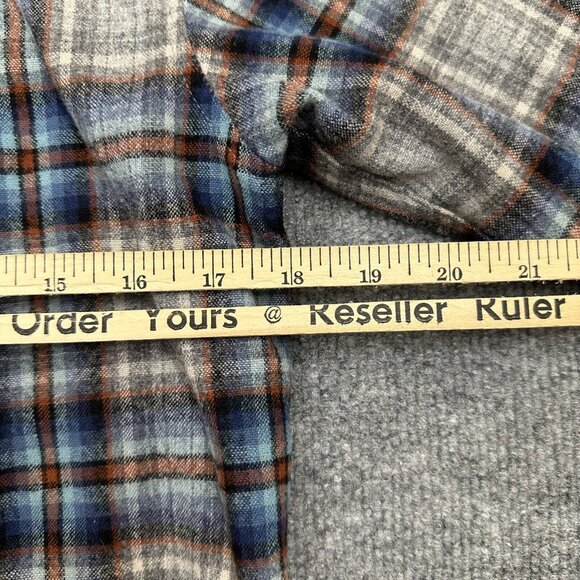 15 16 17 18 19 20 21
Order Yours @ Reseller Ruler